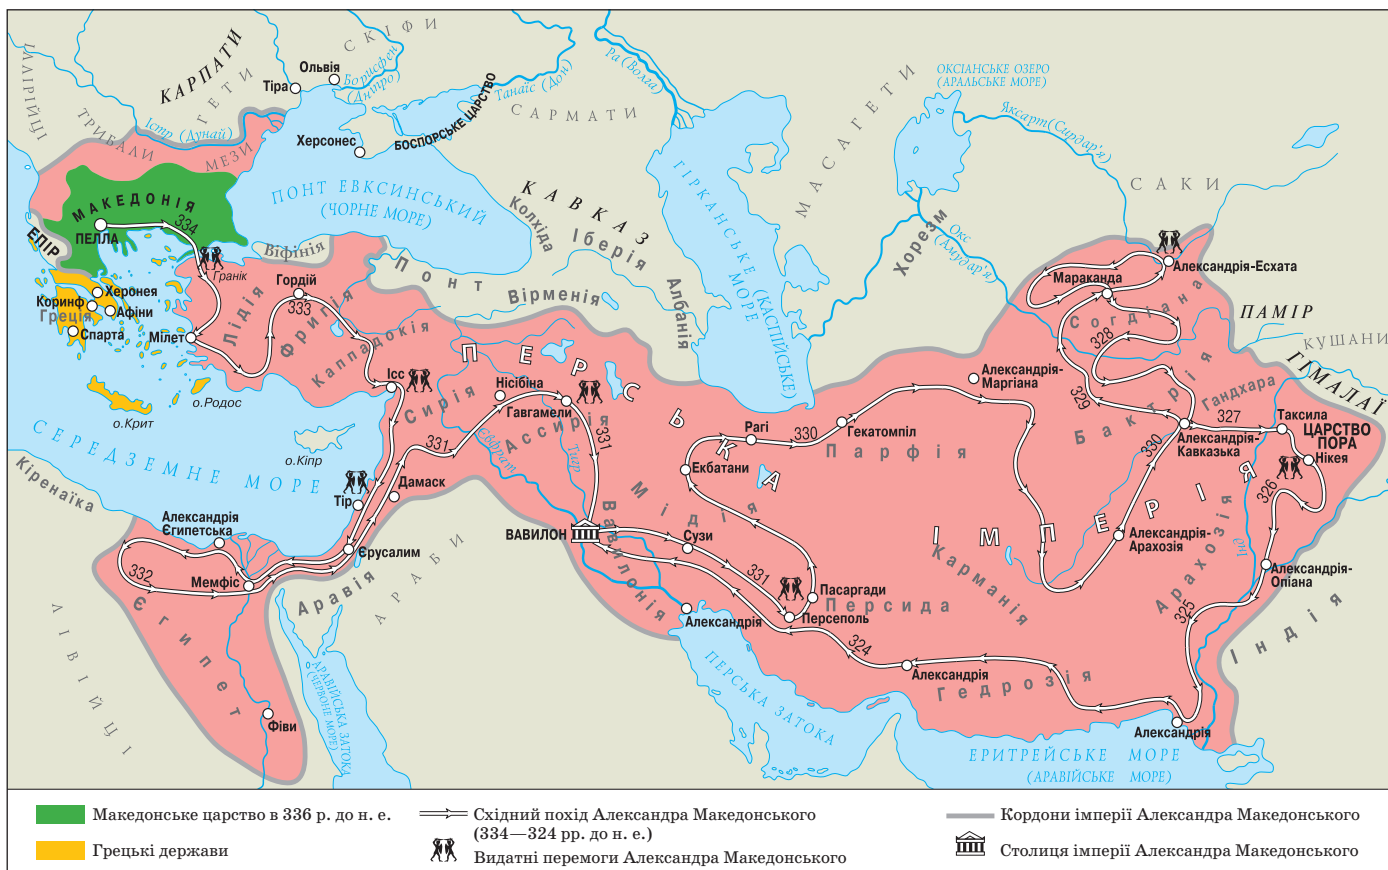 ІЛЛІРІЙЦІ
КАРПАТИ
СКІФИ
Ольвія
Тіра
Борисфен
(Дніпро)
Танаїс (Дон)
Ра (Волга)
БОСПОРСЬКЕ ЦАРСТВО
САРМАТИ
МАСАГЕТИ
ОКСІАНСЬКЕ ОЗЕРО
(АРАЛЬСЬКЕ МОРЕ)
Яксарт (Сирдар'я)
САКИ
ГЕТИ
ТРИБАЛИ
Істр (Дунай)
МЕЗИ
Херсонес
ПОНТ ЕВКСИНСЬКИЙ
(ЧОРНЕ МОРЕ)
КАВКАЗ
Колхіда
Іберія
Албанія
ГІРКАНСЬКЕ МОРЕ
(КАСПІЙСЬКЕ)
Хорезм
Окс
(Амудар'я)
МАКЕДОНІЯ
ПЕЛЛА
334
ЕПІР
Гранік
Віфінія
Понт
Вірменія
Гордій
333
Лідія
Фригія
Каппадокія
Херонея
Коринф
Греція
Афіни
Спарта
Мілет
Александрія-Есхата
Мараканда
Согдіана
328
ПАМІР
КУШАНИ
ГІМАЛАЇ
ПЕРСЬКА ІМПЕРІЯ
Александрія-
Маргіана
329
Бактрія
Гандхара
327
Таксила
ЦАРСТВО
ПОРА
Нікея
Александрія-
Кавказька
330
326
Ісс
Сирія
Нісібіна
Гавгамели
Ассирія
331
331
Євфрат
Тигр
Рагі
330
Гекатомпіл
Парфія
Екбатани
Мідія
о.Родос
о.Крит
о.Кіпр
СЕРЕДЗЕМНЕ МОРЕ
Кіренаїка
Тір
Дамаск
Александрія
Єгипетська
Єрусалим
332
Мемфіс
Аравія
АРАБИ
Єгипет
ЛІВІЙЦІ
Фіви
АРАВІЙСЬКА ЗАТОКА
(ЧЕРВОНЕ МОРЕ)
ВАВИЛОН
Вавилонія
Сузи
331
Пасаргади
Персеполь
Персида
Александрія
Карманія
Александрія-
Арахозія
Арахозія
Інд
Александрія-
Опіана
325
Індія
324
Александрія
Гедрозія
Александрія
ПЕРСЬКА ЗАТОКА
ЕРИТРЕЙСЬКЕ МОРЕ
(АРАВІЙСЬКЕ МОРЕ)
Македонське царство в 336 р. до н. е.
Грецькі держави
Східний похід Александра Македонського
(334—324 рр. до н. е.)
Видатні перемоги Александра Македонського
Кордони імперії Александра Македонського
Столиця імперії Александра Македонського